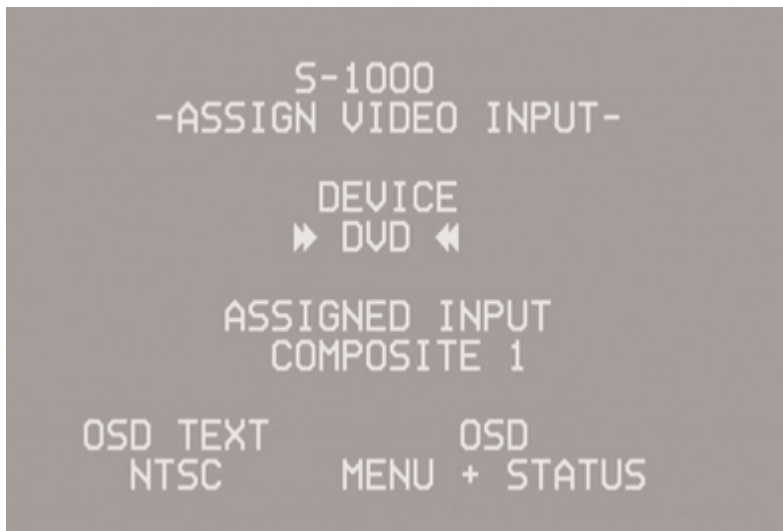 S-1000
-ASSIGN VIDEO INPUT-
DEVICE
DVD
ASSIGNED INPUT
COMPOSITE 1
OSD TEXT OSD
NTSC MENU + STATUS